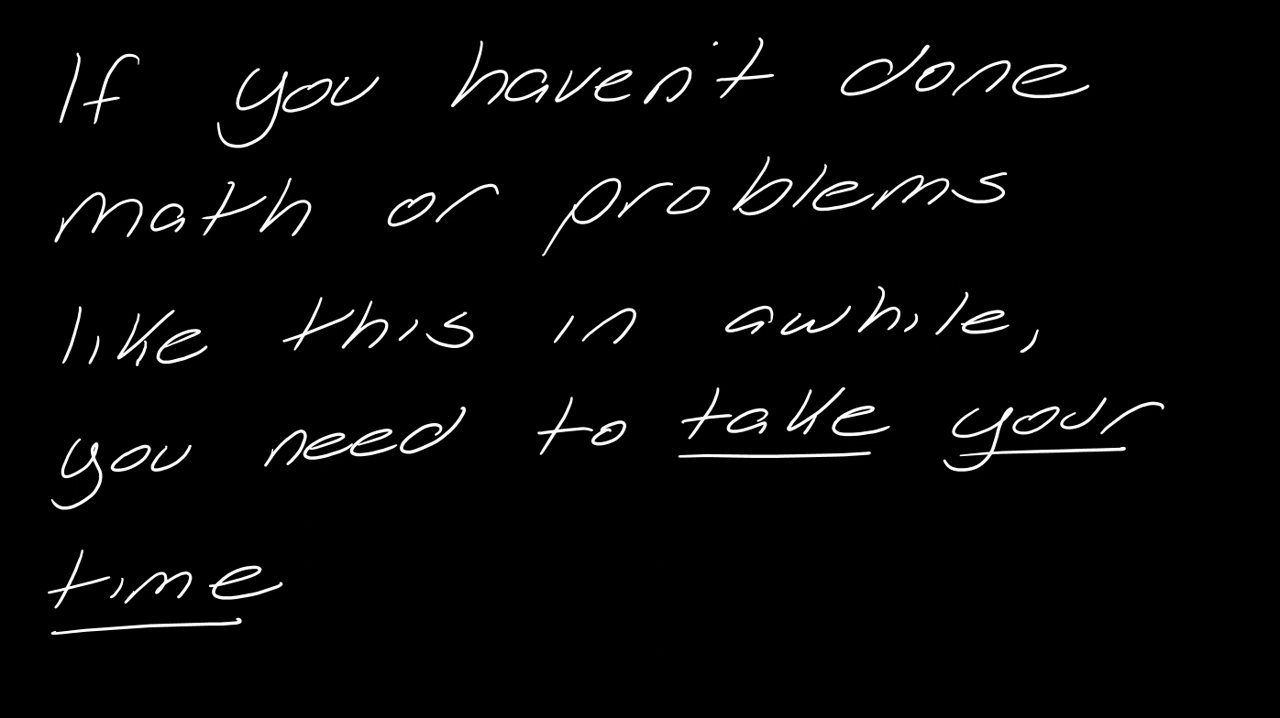 If you haven't done
math or problems
like this in awhile,
you need to take your
time